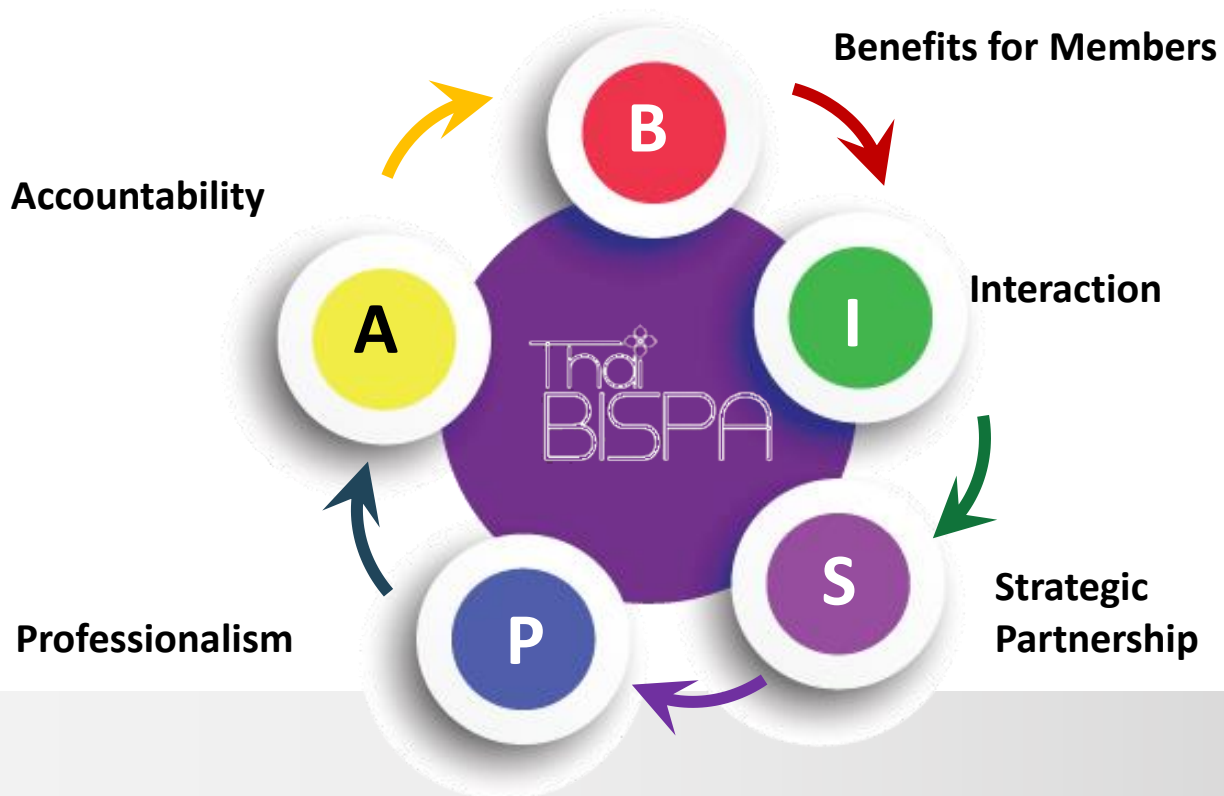 B
Benefits for Members
I
Interaction
S
Strategic
Partnership
P
Professionalism
A
Accountability
Thai
BISPA